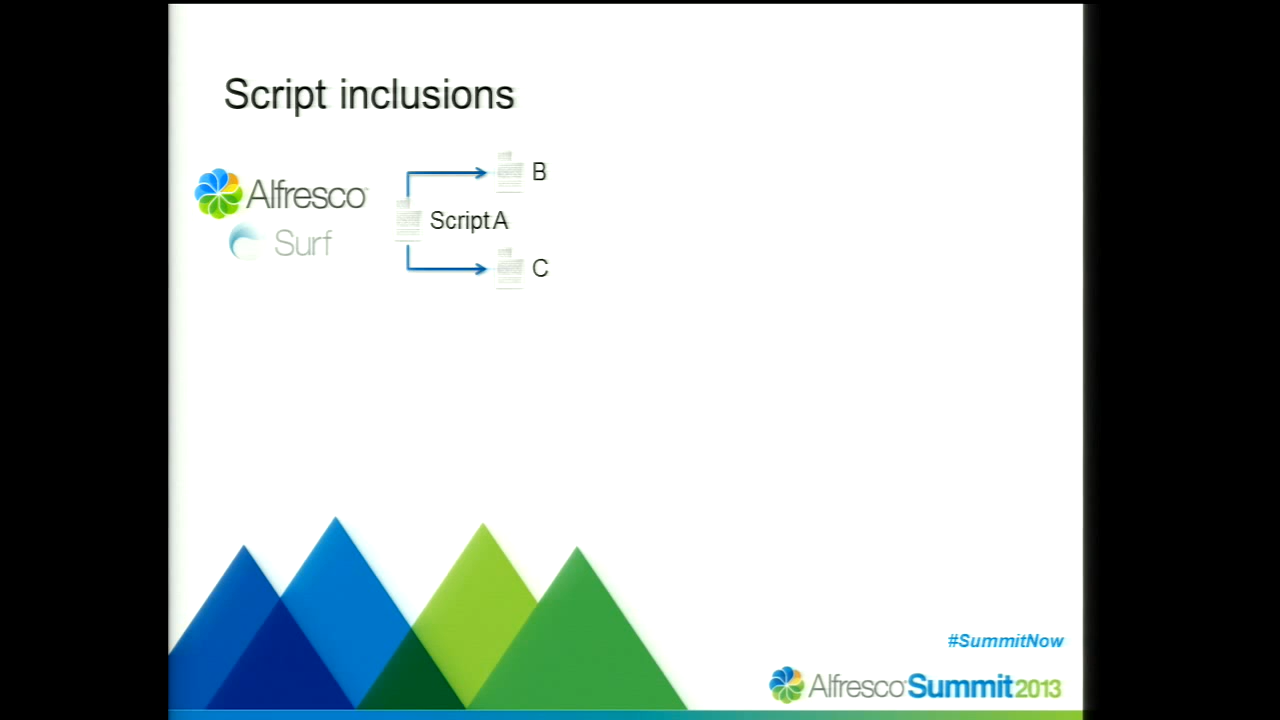 Script inclusions
Alfresco
Surf
B
Script A
C
#SummitNow
Alfresco Summit 2013